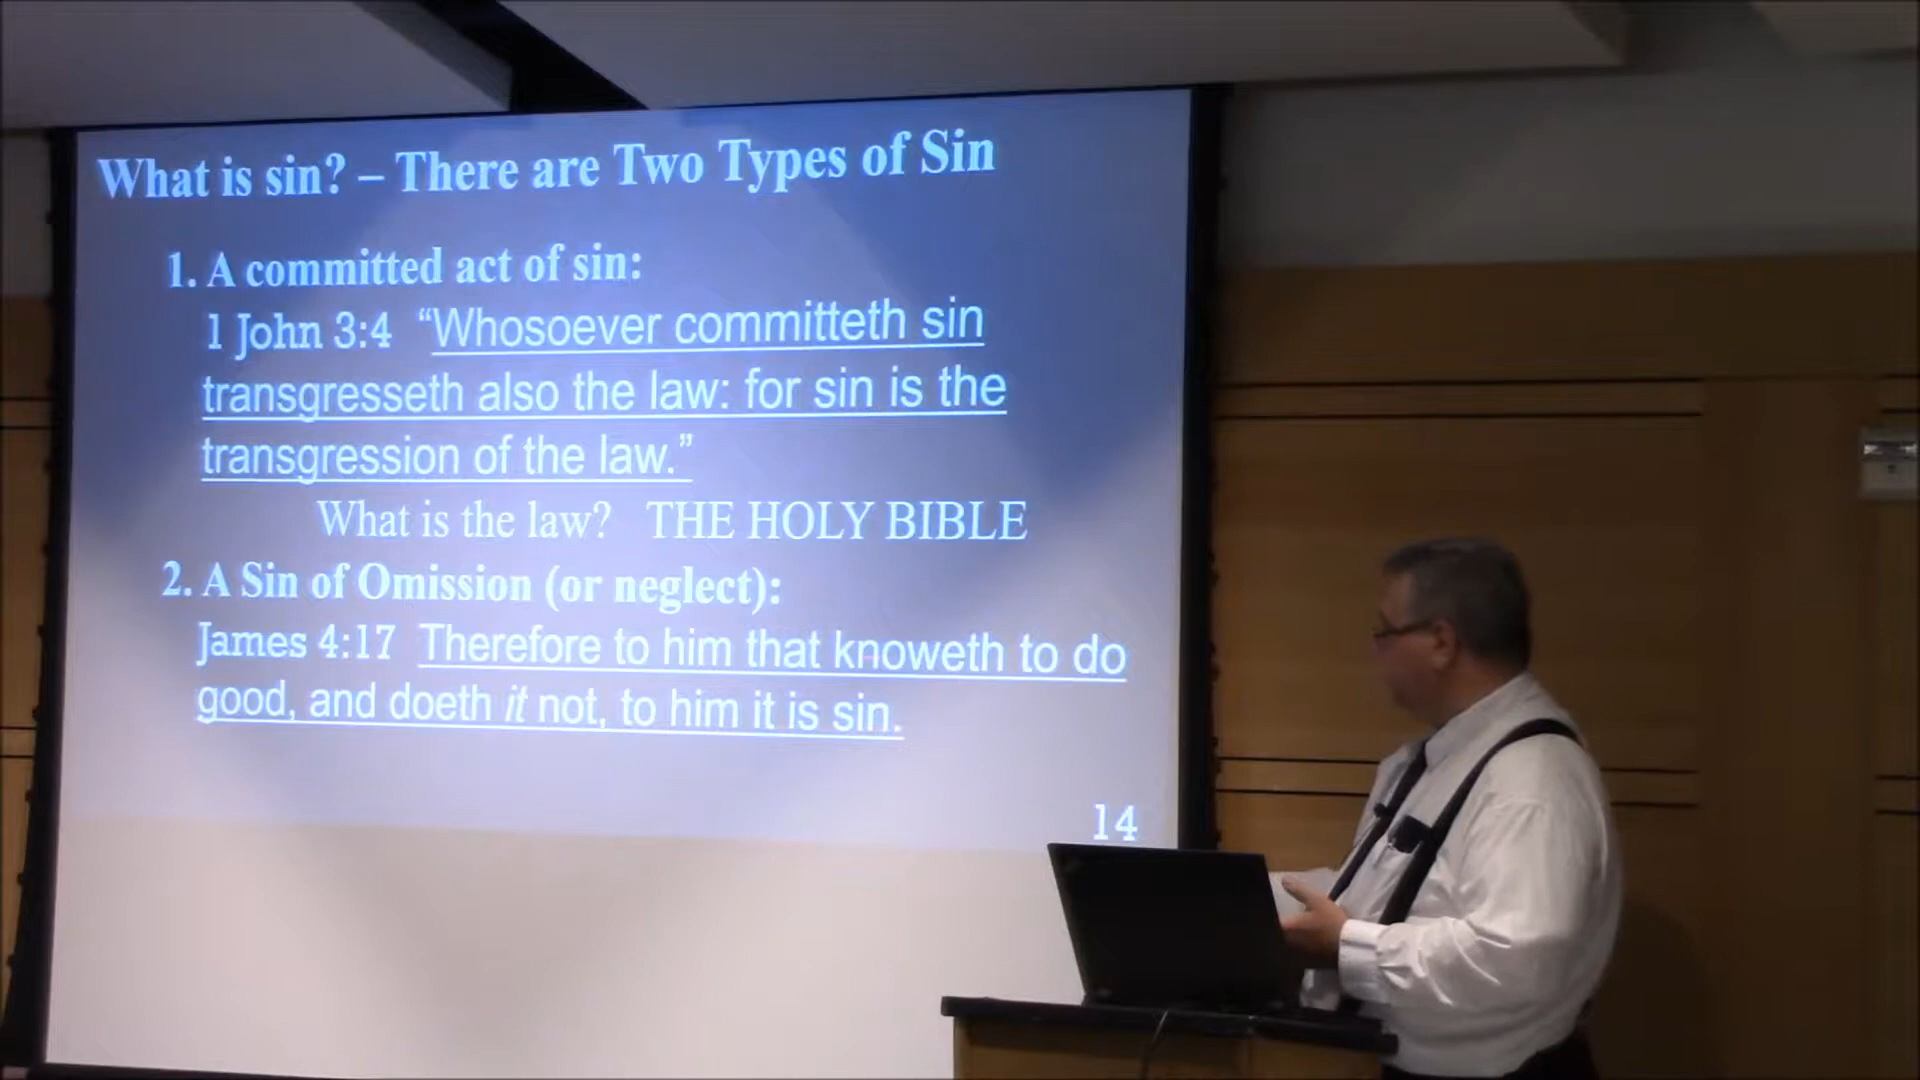 What is sin? – There are Two Types of Sin
1. A committed act of sin:
1 John 3:4 “Whosoever committeth sin
transgresseth also the law: for sin is the
transgression of the law.”
What is the law? THE HOLY BIBLE
2. A Sin of Omission (or neglect):
James 4:17 Therefore to him that knoweth to do
good, and doeth it not, to him it is sin.
14